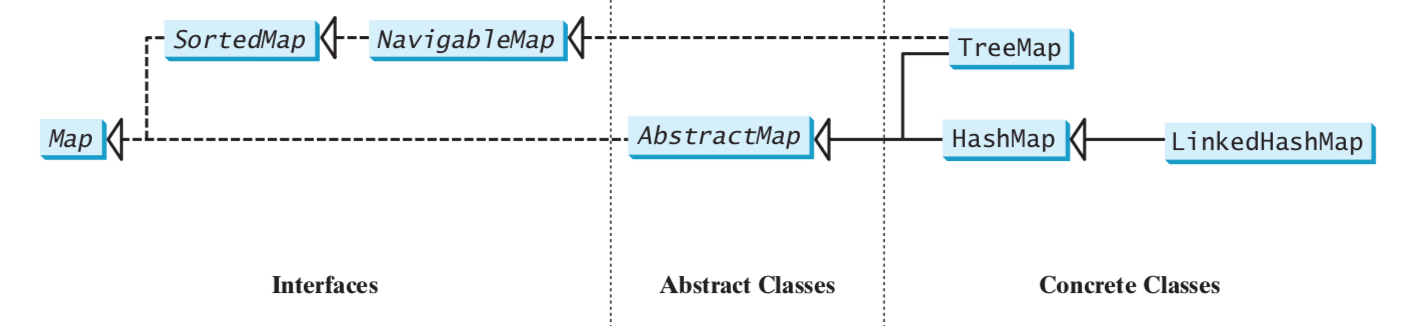 SortedMap
NavigableMap
TreeMap
Map
AbstractMap
HashMap
LinkedHashMap
Interfaces
Abstract Classes
Concrete Classes